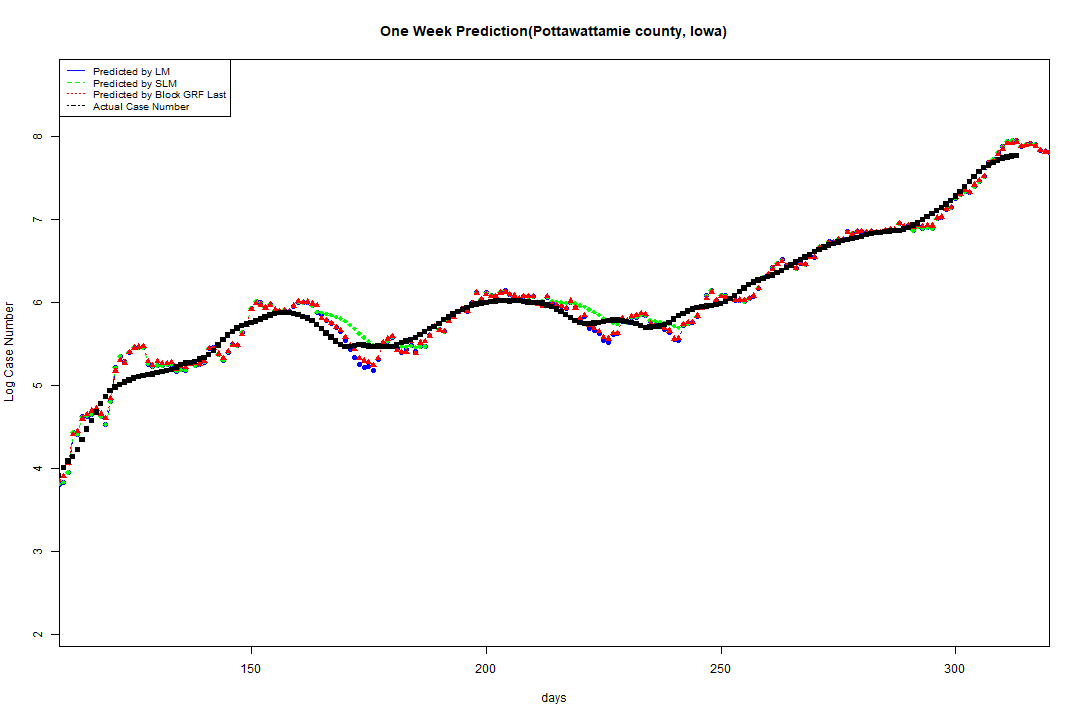 One Week Prediction(Pottawattamie county, Iowa)
Predicted by LM
Predicted by SLM
Predicted by Block GRF Last
Actual Case Number
8
7
6
5
4
3
2
Log Case Number
150 200 250 300
days